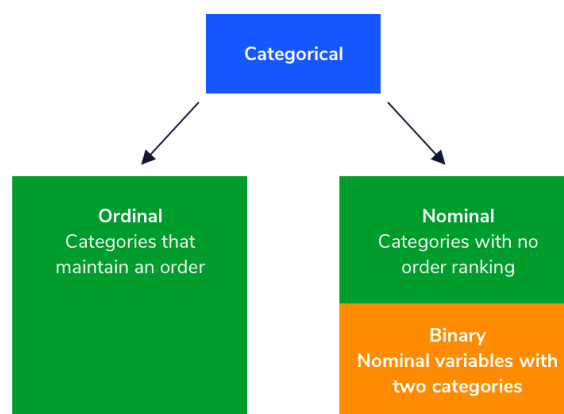 Categorical
Ordinal
Categories that
maintain an order
Nominal
Categories with no
order ranking
Binary
Nominal variables with
two categories